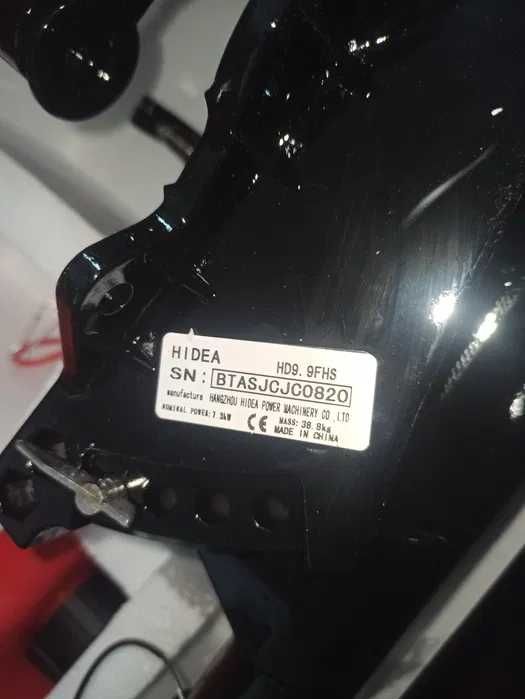 HIDEA HD9.9FHS
SN: BTASJCJC0820
manufacture HANGZHOU HIDEA POWER MACHINERY CO.,LTD
NOMINAL POWER:7.3kW CE MASS:38.8kg
MADE IN CHINA